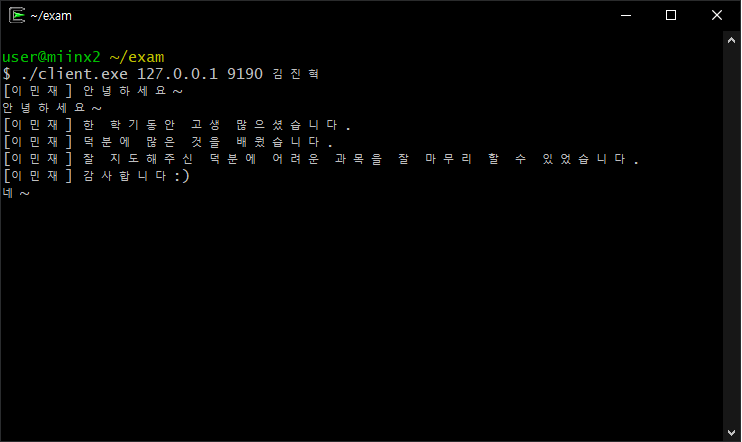 ~/exam
user@miinx2 ~/exam
$ ./client.exe 127.0.0.1 9190 김진혁
[이민재] 안녕하세요~
안녕하세요~
[이민재] 한 학기동안 고생 많으셨습니다.
[이민재] 덕분에 많은 것을 배웠습니다.
[이민재] 잘 지도해주신 덕분에 어려운 과목을 잘 마무리 할 수 있었습니다.
[이민재] 감사합니다:)
네~